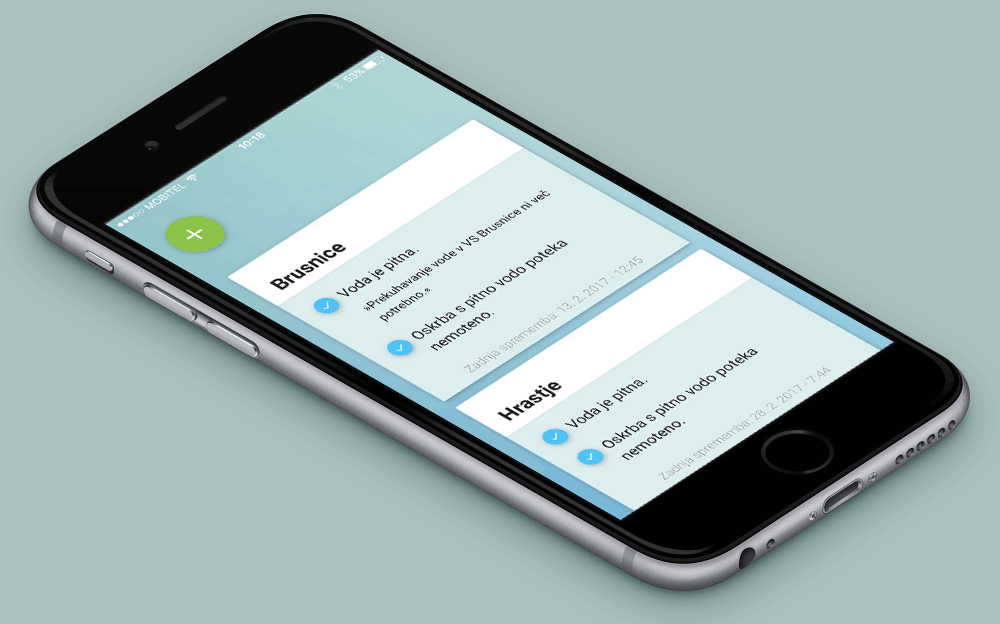 MOBITEL 10:18 53%
Brusnice
Voda je pitna.
»Prekuhavanje vode v VS Brusnice ni več
potrebno.«
Oskrba s pitno vodo poteka
nemoteno.
Zadnja sprememba: 13. 2. 2017 - 12:45
Hrastje
Voda je pitna.
Oskrba s pitno vodo poteka
nemoteno.
Zadnja sprememba: 28. 2. 2017 - 7:44